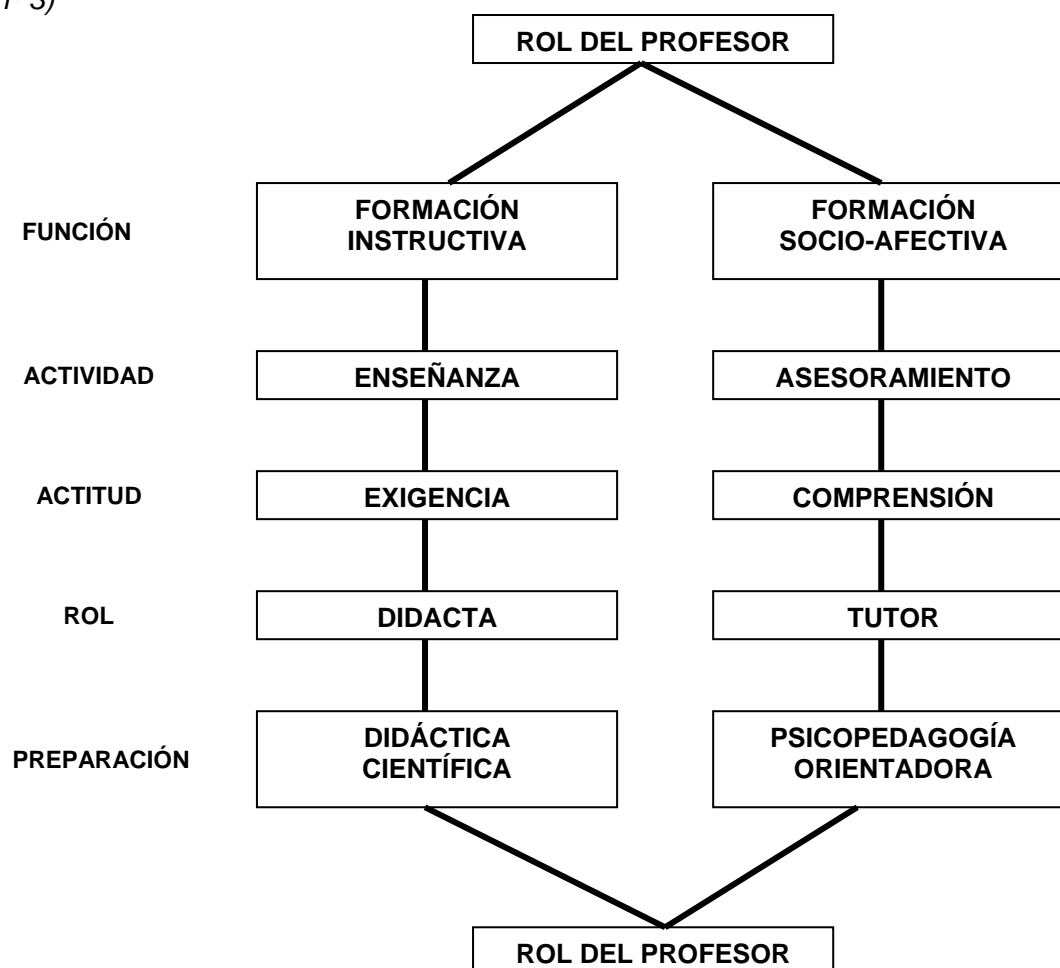 T 3)
ROL DEL PROFESOR
FUNCIÓN
FORMACIÓN
INSTRUCTIVA
FORMACIÓN
SOCIO-AFECTIVA
ACTIVIDAD
ENSEÑANZA
ASESORAMIENTO
ACTITUD
EXIGENCIA
COMPRENSIÓN
ROL
DIDACTA
TUTOR
PREPARACIÓN
DIDÁCTICA
CIENTÍFICA
PSICOPEDAGOGÍA
ORIENTADORA
ROL DEL PROFESOR